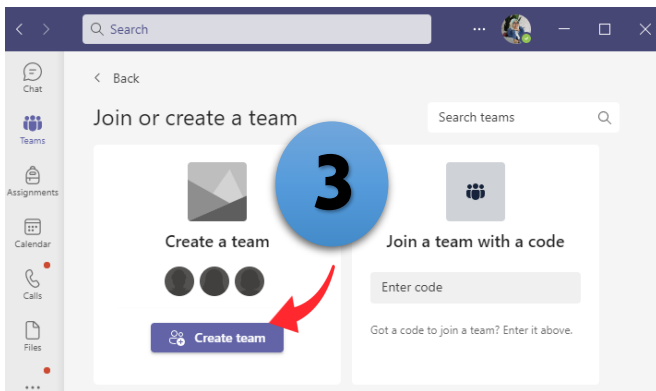 Search
Chat
Teams
Assignments
Calendar
Calls
Files
Back
Join or create a team
Search teams
3
Create a team
Create team
Join a team with a code
Enter code
Got a code to join a team? Enter it above.